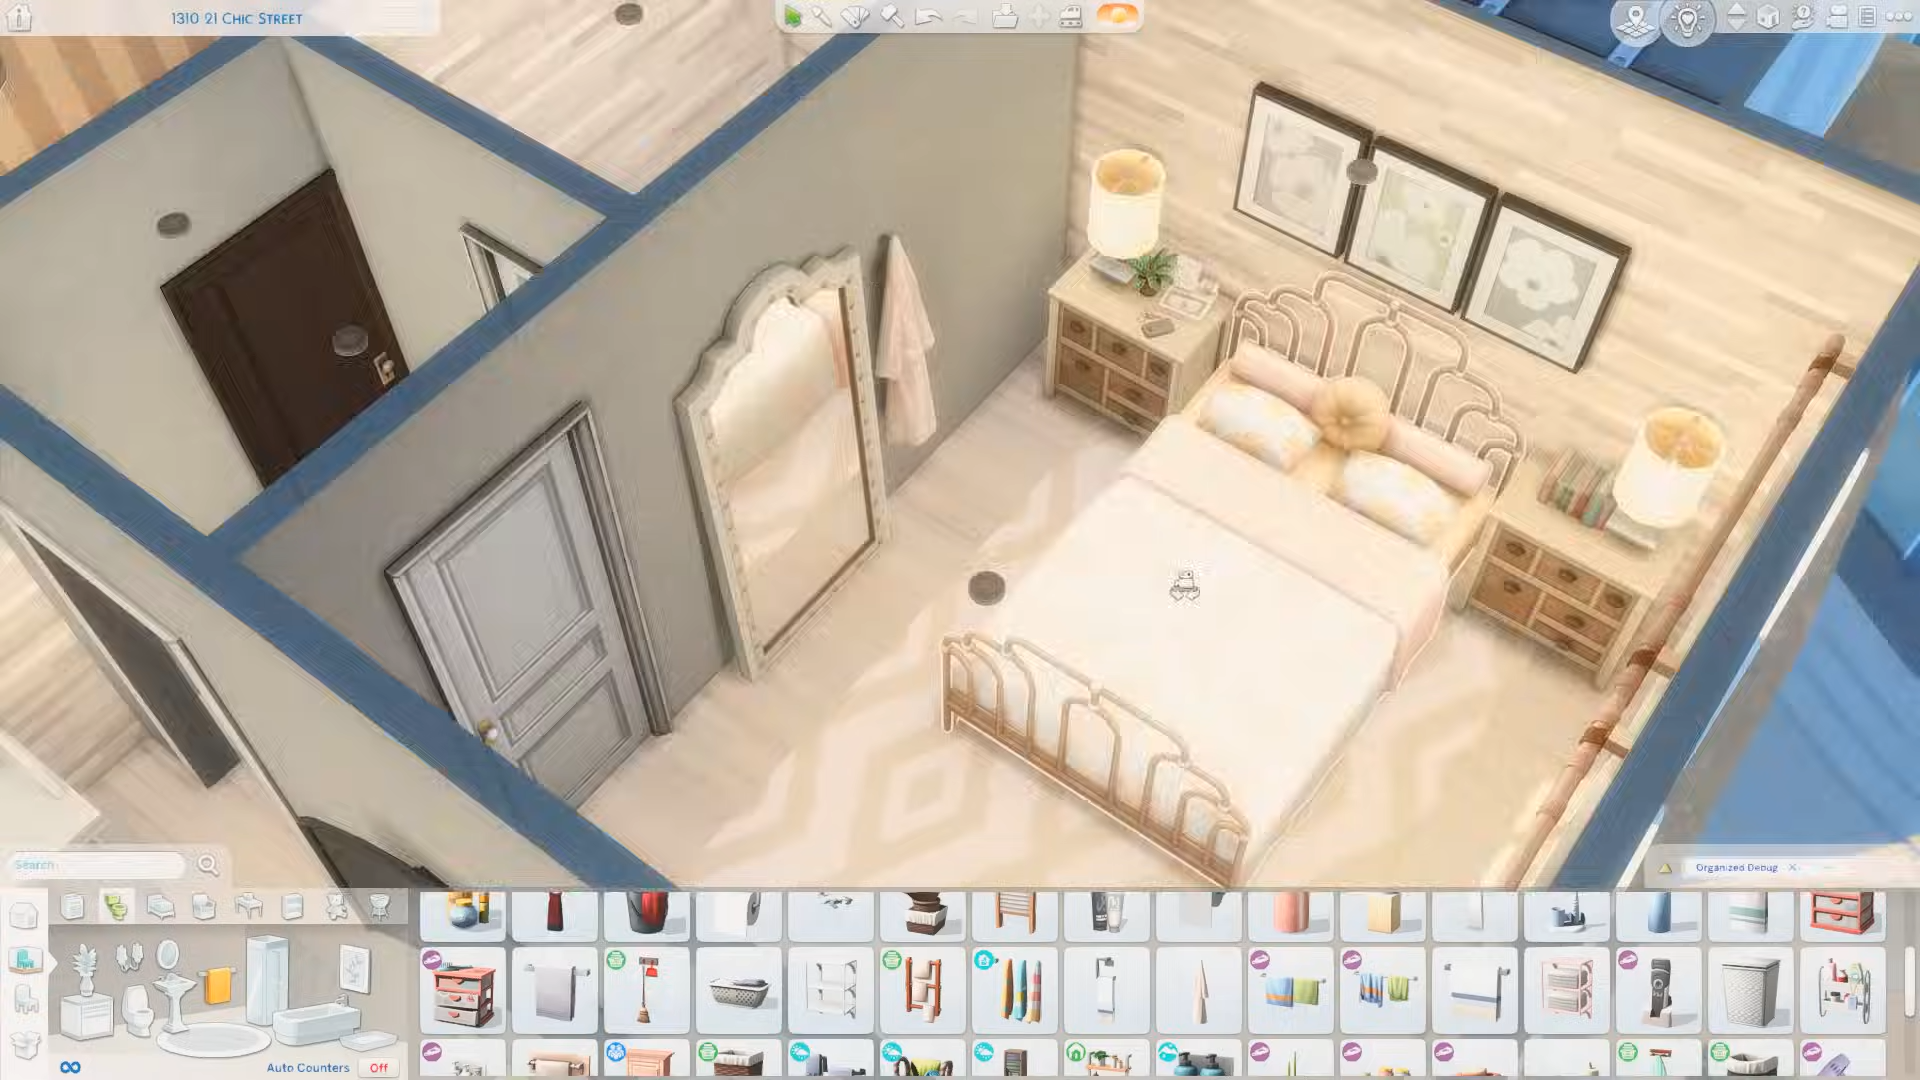 1310 21 Chic Street
Search
Organized Debug
Auto Counters
Off